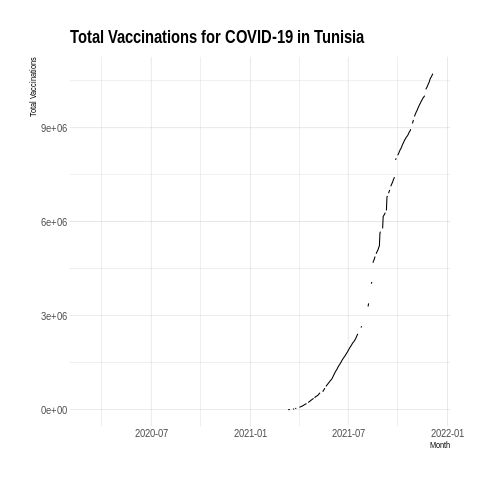 Total Vaccinations for COVID-19 in Tunisia
Total Vaccinations
9e+06
6e+06
3e+06
0e+00
2020-07
2021-01
2021-07
2022-01
Month